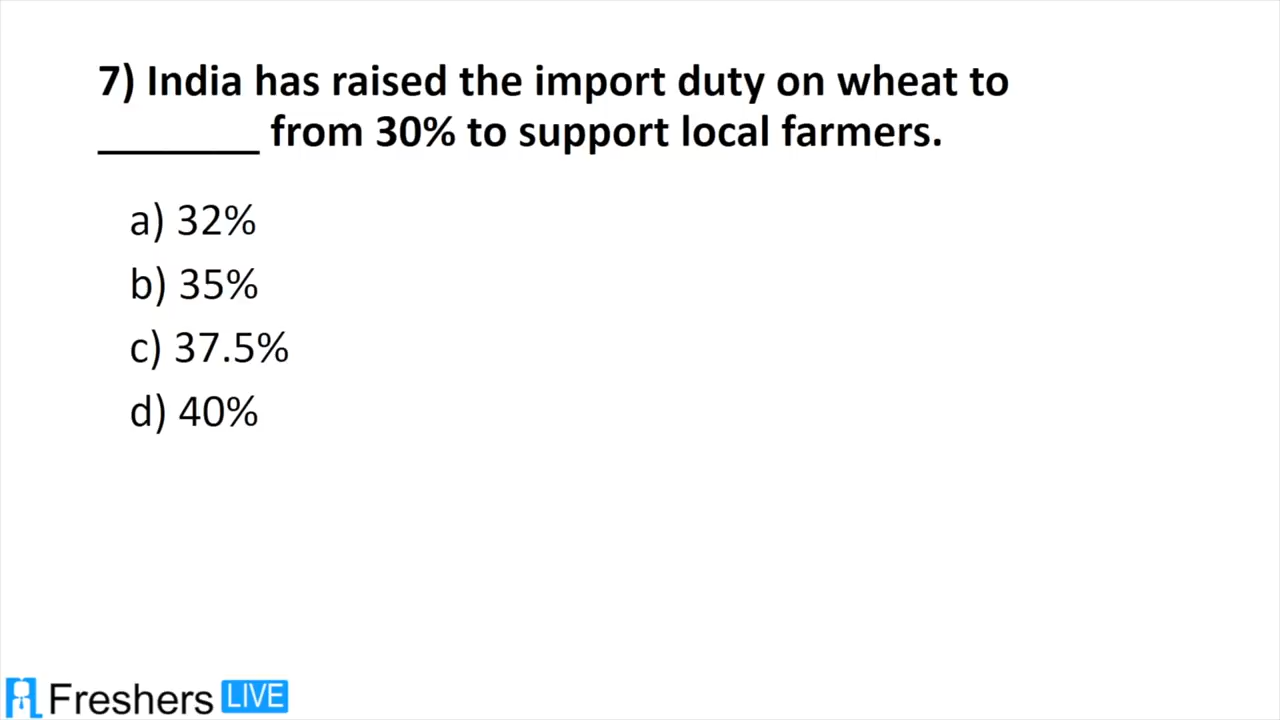 7) India has raised the import duty on wheat to
_______ from 30% to support local farmers.
a) 32%
b) 35%
c) 37.5%
d) 40%
Freshers LIVE